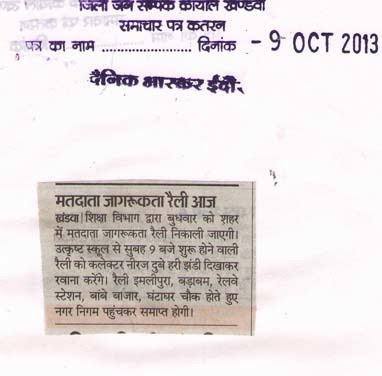 जिला जन सम्पर्क कार्यालय खण्डवा
समाचार पत्र कतरन
पत्र का नाम ........................ दिनांक - 9 OCT 2013
दैनिक भास्कर इंदौर.
मतदाता जागरूकता रैली आज
खंडवा। शिक्षा विभाग द्वारा बुधवार को शहर
में मतदाता जागरूकता रैली निकाली जाएगी।
उत्कृष्ट स्कूल से सुबह 9 बजे शुरू होने वाली
रैली को कलेक्टर नीरज दुबे हरी झंडी दिखाकर
रवाना करेंगे। रैली इमलीपुरा, बड़ाबम, रेलवे
स्टेशन, बांबे बाजार, घंटाघर चौक होते हुए
नगर निगम पहुंचकर समाप्त होगी।